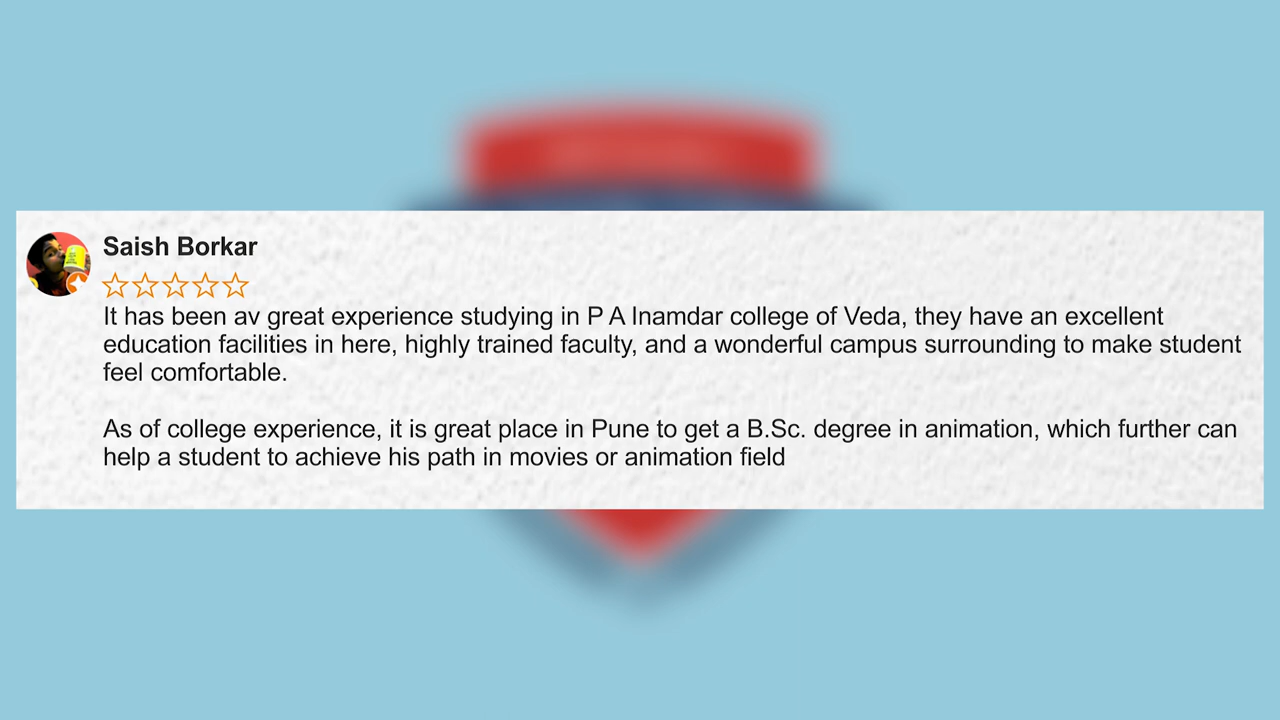 Saish Borkar
It has been av great experience studying in P A Inamdar college of Veda, they have an excellent
education facilities in here, highly trained faculty, and a wonderful campus surrounding to make student
feel comfortable.
As of college experience, it is great place in Pune to get a B.Sc. degree in animation, which further can
help a student to achieve his path in movies or animation field